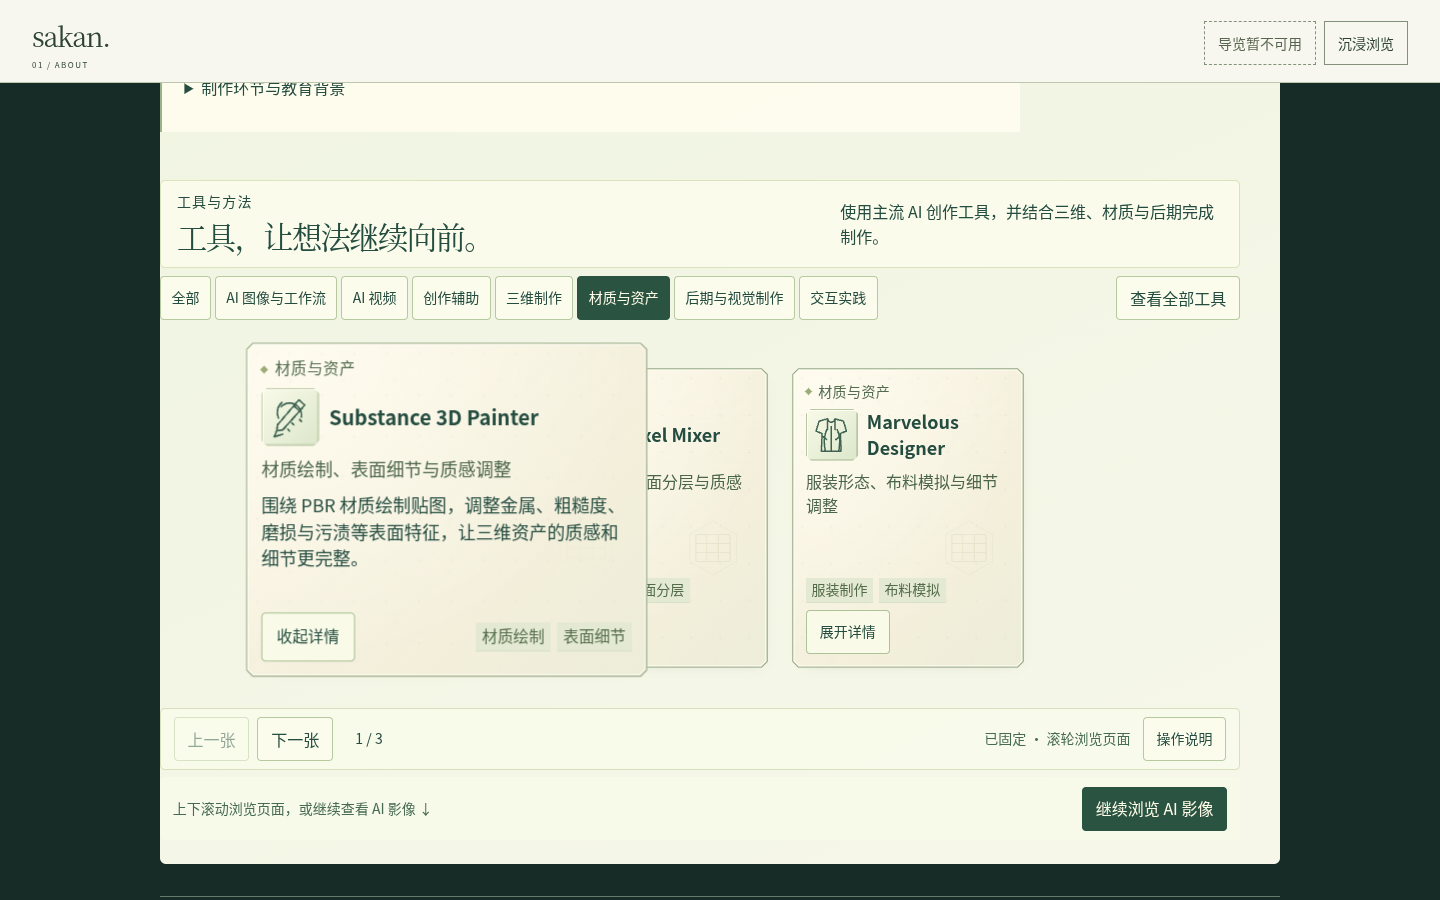 sakan.
01 / ABOUT
导览暂不可用
沉浸浏览
▶ 制作环节与教育背景
工具与方法
工具，让想法继续向前。
使用主流 AI 创作工具，并结合三维、材质与后期完成
制作。
全部
AI 图像与工作流
AI 视频
创作辅助
三维制作
材质与资产
后期与视觉制作
交互实践
查看全部工具
材质与资产
Substance 3D Painter
材质绘制、表面细节与质感调整
围绕 PBR 材质绘制贴图，调整金属、粗糙度、
磨损与污渍等表面特征，让三维资产的质感和
细节更完整。
收起详情
材质绘制
表面细节
xel Mixer
面分层与质感
面分层
材质与资产
Marvelous
Designer
服装形态、布料模拟与细节
调整
服装制作
布料模拟
展开详情
上一张
下一张
1 / 3
已固定 · 滚轮浏览页面
操作说明
上下滚动浏览页面，或继续查看 AI 影像 ↓
继续浏览 AI 影像